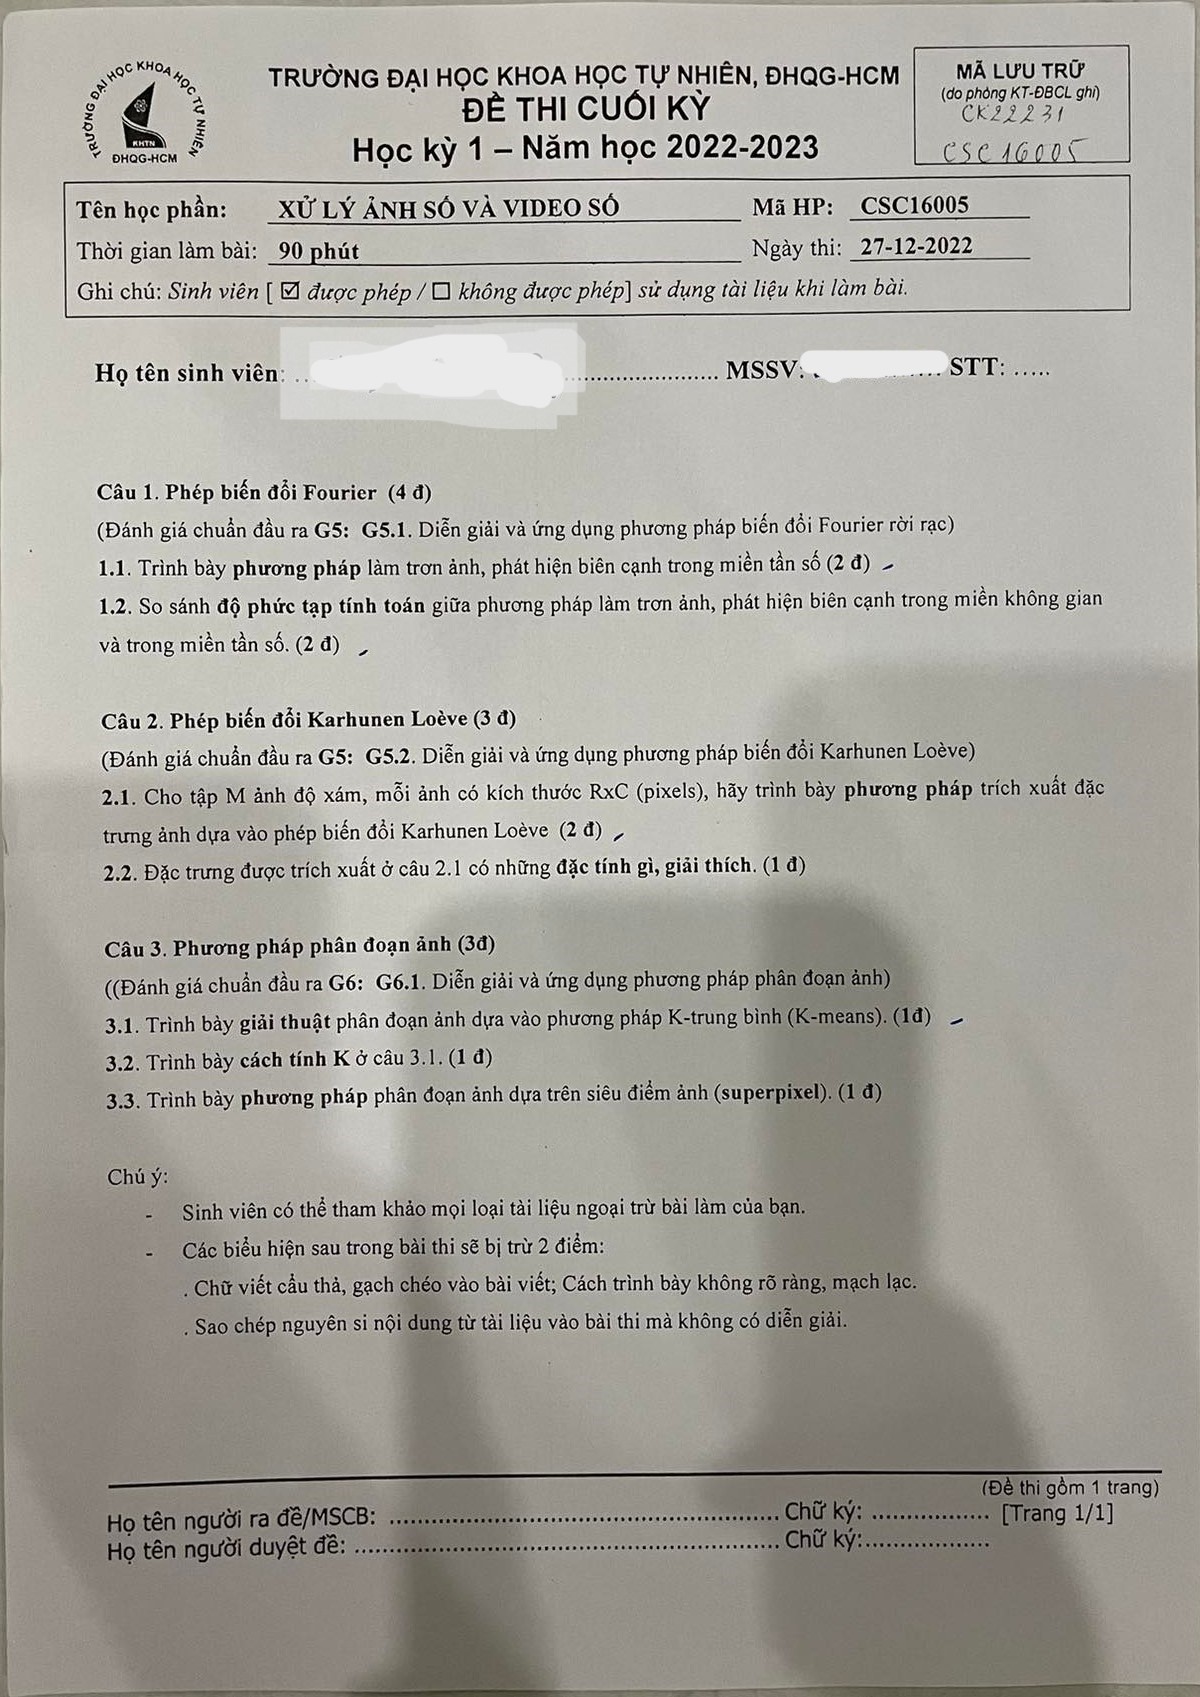 TRƯỜNG ĐẠI HỌC KHOA HỌC TỰ NHIÊN
KHTN
ĐHQG-HCM
TRƯỜNG ĐẠI HỌC KHOA HỌC TỰ NHIÊN, ĐHQG-HCM
ĐỀ THI CUỐI KỲ
Học kỳ 1 – Năm học 2022-2023
MÃ LƯU TRỮ
(do phòng KT-ĐBCL ghi)
CK22231
CSC16005
Tên học phần: XỬ LÝ ẢNH SỐ VÀ VIDEO SỐ Mã HP: CSC16005
Thời gian làm bài: 90 phút Ngày thi: 27-12-2022
Ghi chú: Sinh viên [ ☑ được phép / ☐ không được phép] sử dụng tài liệu khi làm bài.
Họ tên sinh viên: .. ........................... MSSV: ... STT: .....
Câu 1. Phép biến đổi Fourier (4 đ)
(Đánh giá chuẩn đầu ra G5: G5.1. Diễn giải và ứng dụng phương pháp biến đổi Fourier rời rạc)
1.1. Trình bày phương pháp làm trơn ảnh, phát hiện biên cạnh trong miền tần số (2 đ)
1.2. So sánh độ phức tạp tính toán giữa phương pháp làm trơn ảnh, phát hiện biên cạnh trong miền không gian
và trong miền tần số. (2 đ)
Câu 2. Phép biến đổi Karhunen Loève (3 đ)
(Đánh giá chuẩn đầu ra G5: G5.2. Diễn giải và ứng dụng phương pháp biến đổi Karhunen Loève)
2.1. Cho tập M ảnh độ xám, mỗi ảnh có kích thước RxC (pixels), hãy trình bày phương pháp trích xuất đặc
trưng ảnh dựa vào phép biến đổi Karhunen Loève (2 đ)
2.2. Đặc trưng được trích xuất ở câu 2.1 có những đặc tính gì, giải thích. (1 đ)
Câu 3. Phương pháp phân đoạn ảnh (3đ)
((Đánh giá chuẩn đầu ra G6: G6.1. Diễn giải và ứng dụng phương pháp phân đoạn ảnh)
3.1. Trình bày giải thuật phân đoạn ảnh dựa vào phương pháp K-trung bình (K-means). (1đ)
3.2. Trình bày cách tính K ở câu 3.1. (1 đ)
3.3. Trình bày phương pháp phân đoạn ảnh dựa trên siêu điểm ảnh (superpixel). (1 đ)
Chú ý:
- Sinh viên có thể tham khảo mọi loại tài liệu ngoại trừ bài làm của bạn.
- Các biểu hiện sau trong bài thi sẽ bị trừ 2 điểm:
. Chữ viết cẩu thả, gạch chéo vào bài viết; Cách trình bày không rõ ràng, mạch lạc.
. Sao chép nguyên si nội dung từ tài liệu vào bài thi mà không có diễn giải.
(Đề thi gồm 1 trang)
Họ tên người ra đề/MSCB: .................................................. Chữ ký: ................. [Trang 1/1]
Họ tên người duyệt đề: ....................................................... Chữ ký:..................